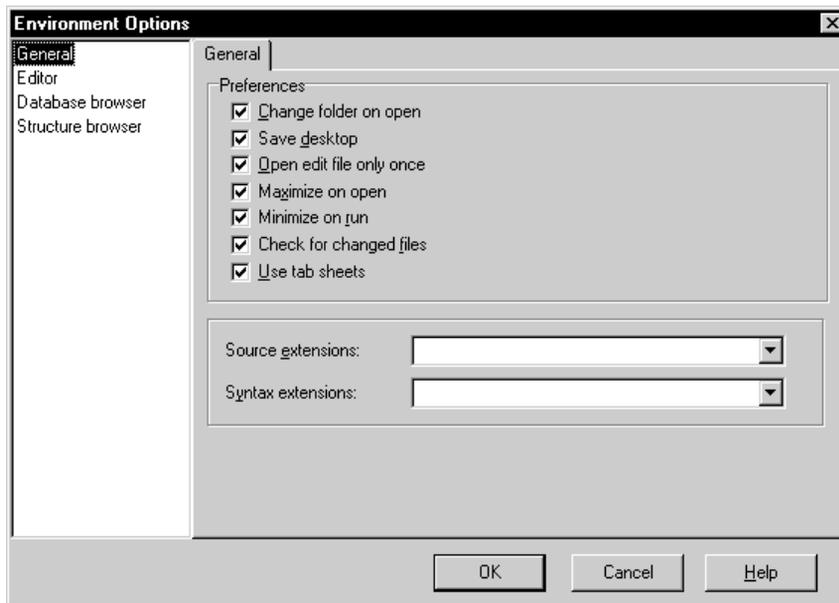 Environment Options
General
Editor
Database browser
Structure browser
General
Preferences
Change folder on open
Save desktop
Open edit file only once
Maximize on open
Minimize on run
Check for changed files
Use tab sheets
Source extensions:
Syntax extensions:
OK
Cancel
Help